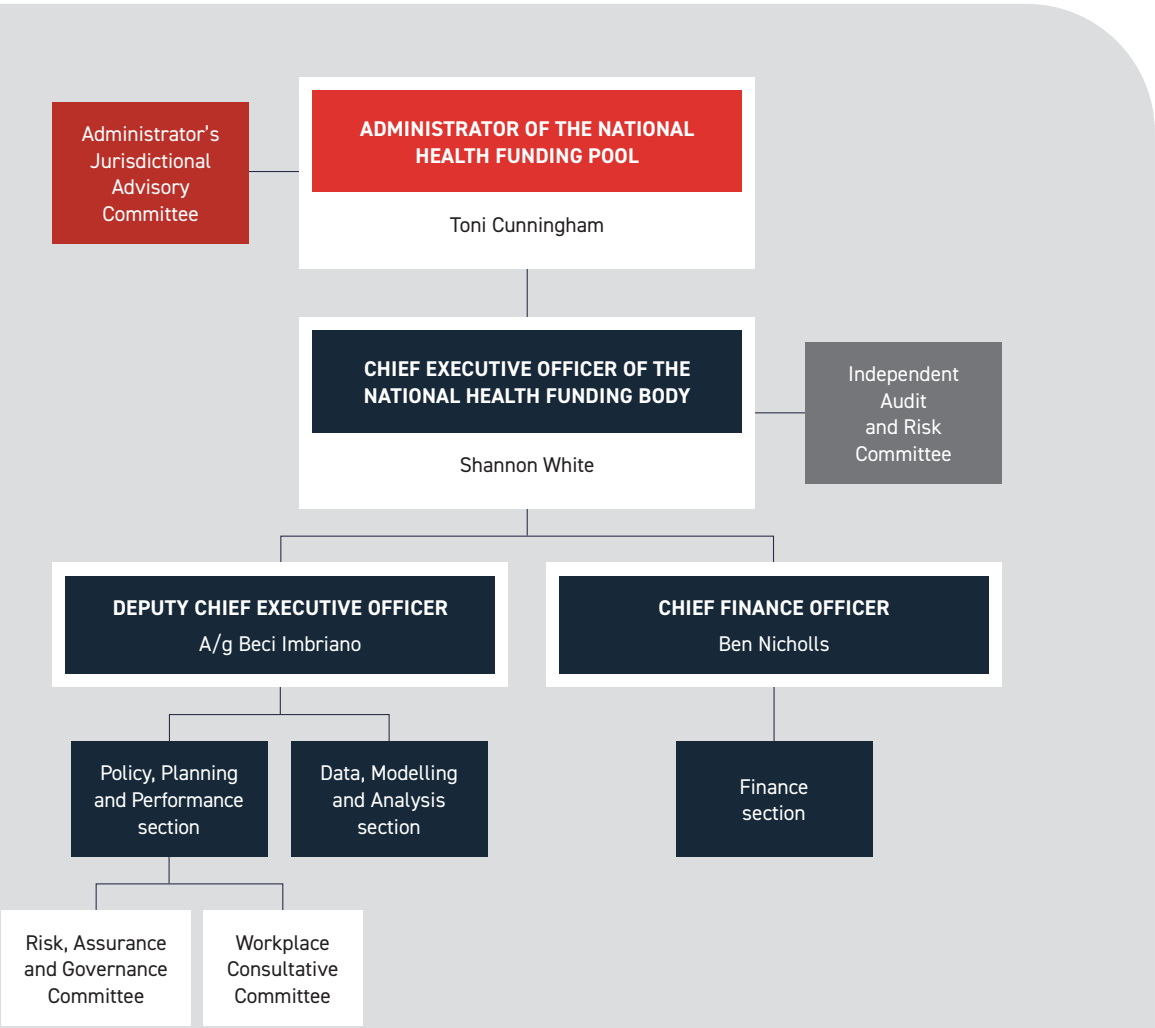 Administrator's
Jurisdictional
Advisory
Committee
ADMINISTRATOR OF THE NATIONAL
HEALTH FUNDING POOL
Toni Cunningham
CHIEF EXECUTIVE OFFICER OF THE
NATIONAL HEALTH FUNDING BODY
Shannon White
Independent
Audit
and Risk
Committee
DEPUTY CHIEF EXECUTIVE OFFICER
A/g Beci Imbriano
CHIEF FINANCE OFFICER
Ben Nicholls
Policy, Planning
and Performance
section
Data, Modelling
and Analysis
section
Finance
section
Risk, Assurance
and Governance
Committee
Workplace
Consultative
Committee